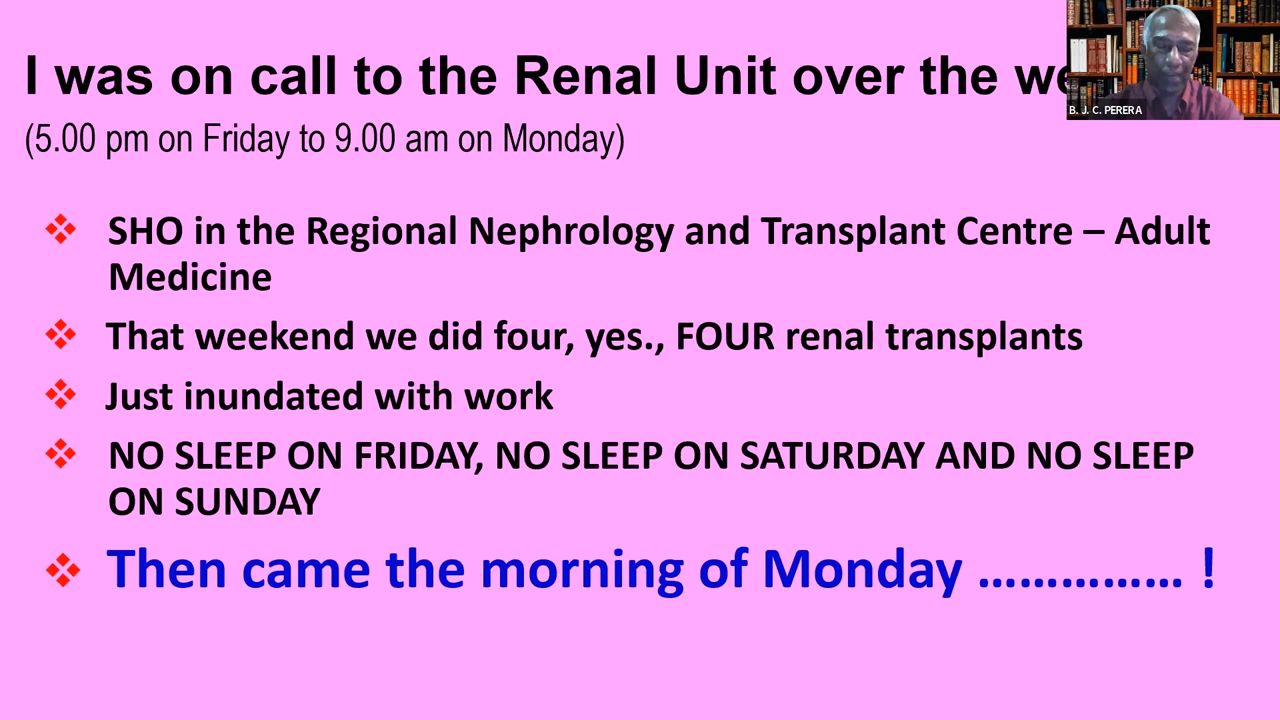 I was on call to the Renal Unit over the we
B. J. C. PERERA
(5.00 pm on Friday to 9.00 am on Monday)
❖ SHO in the Regional Nephrology and Transplant Centre – Adult
Medicine
❖ That weekend we did four, yes., FOUR renal transplants
❖ Just inundated with work
❖ NO SLEEP ON FRIDAY, NO SLEEP ON SATURDAY AND NO SLEEP
ON SUNDAY
❖ Then came the morning of Monday …………… !